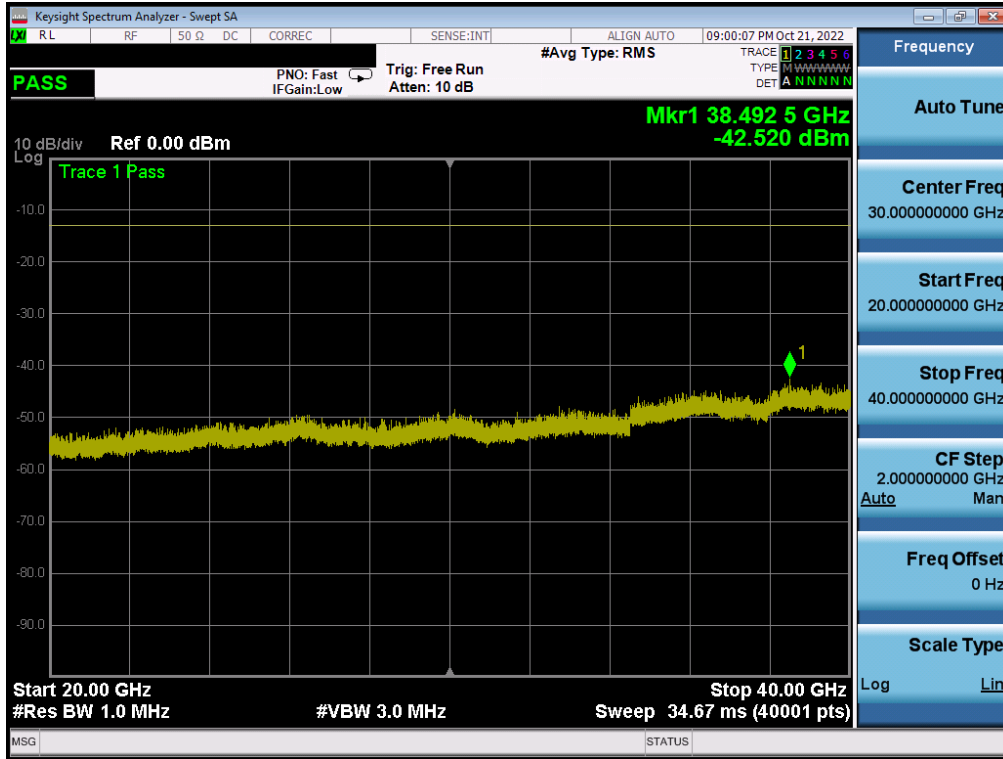 Keysight Spectrum Analyzer - Swept SA
LXI RL RF 50 Ω DC CORREC SENSE:INT ALIGN AUTO 09:00:07 PM Oct 21, 2022
PASS
PNO: Fast
IFGain:Low
Trig: Free Run
Atten: 10 dB
#Avg Type: RMS
TRACE 1 2 3 4 5 6
TYPE M WWWWW
DET A N N N N N
Mkr1 38.492 5 GHz
-42.520 dBm
10 dB/div Ref 0.00 dBm
Log
Trace 1 Pass
-10.0
-20.0
-30.0
-40.0
1
-50.0
-60.0
-70.0
-80.0
-90.0
Start 20.00 GHz Stop 40.00 GHz
#Res BW 1.0 MHz #VBW 3.0 MHz Sweep 34.67 ms (40001 pts)
MSG STATUS
Frequency
Auto Tune
Center Freq
30.000000000 GHz
Start Freq
20.000000000 GHz
Stop Freq
40.000000000 GHz
CF Step
2.000000000 GHz
Auto Man
Freq Offset
0 Hz
Scale Type
Log Lin